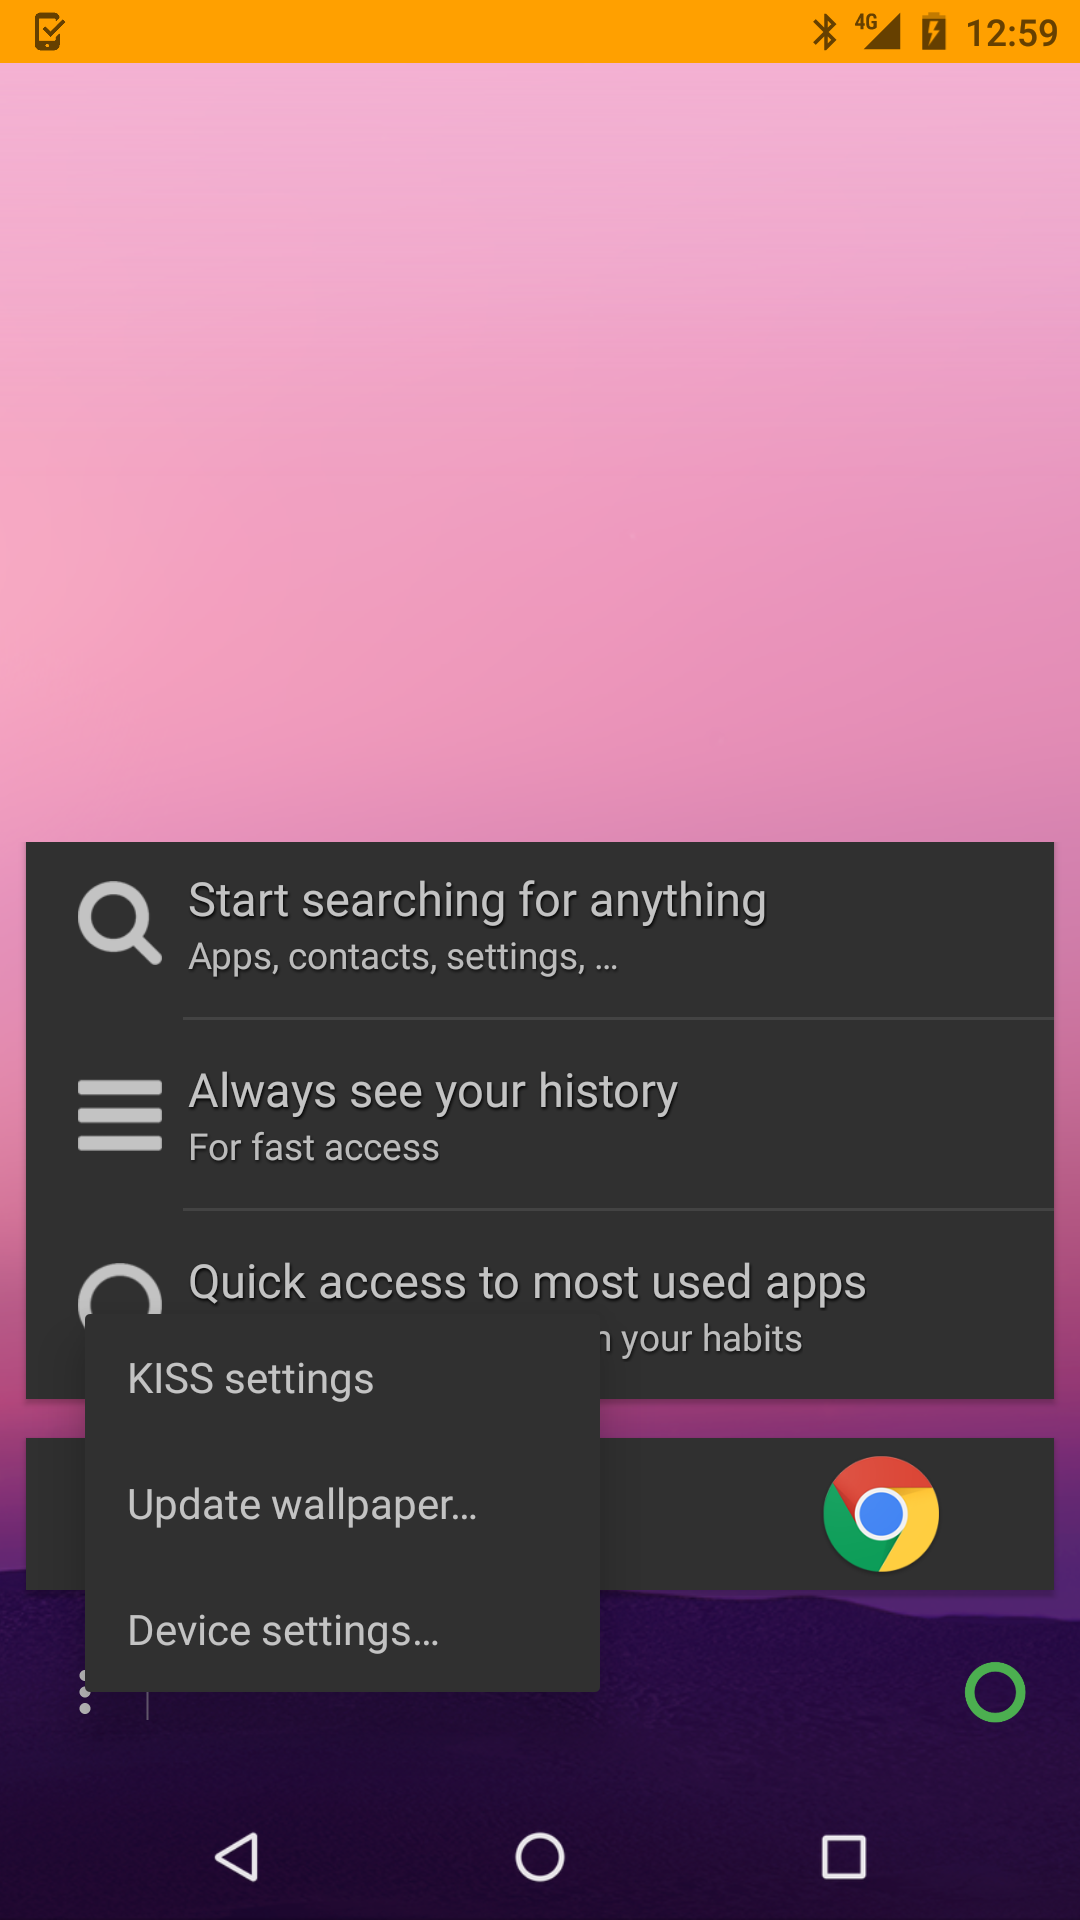 4G 12:59
Start searching for anything
Apps, contacts, settings, …
Always see your history
For fast access
Quick access to most used apps
your habits
KISS settings
Update wallpaper…
Device settings…